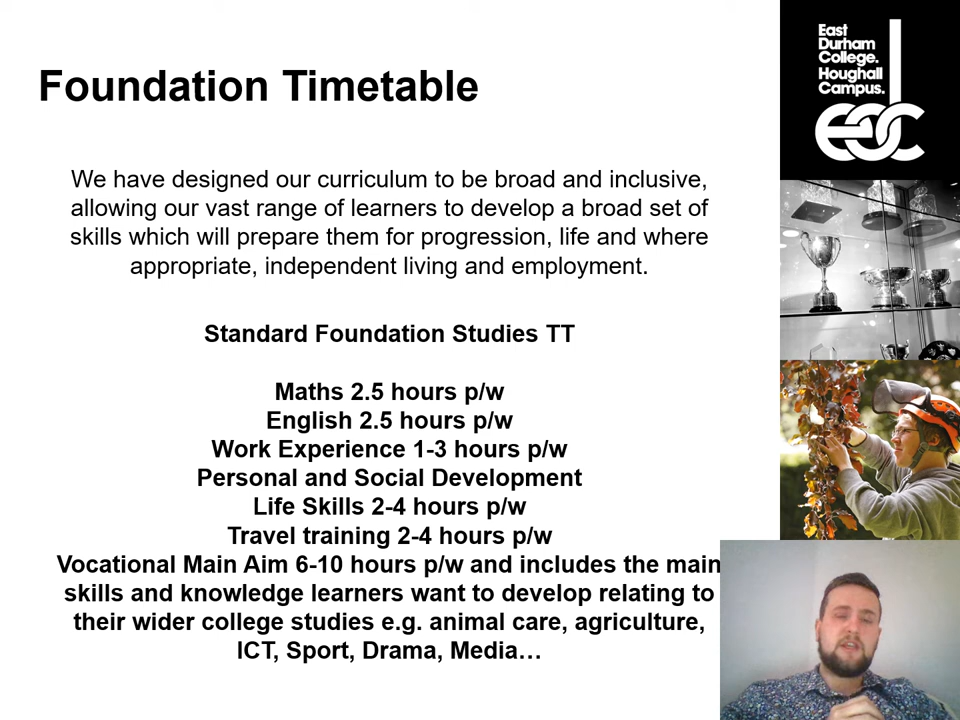 Foundation Timetable
We have designed our curriculum to be broad and inclusive,
allowing our vast range of learners to develop a broad set of
skills which will prepare them for progression, life and where
appropriate, independent living and employment.
Standard Foundation Studies TT
Maths 2.5 hours p/w
English 2.5 hours p/w
Work Experience 1-3 hours p/w
Personal and Social Development
Life Skills 2-4 hours p/w
Travel training 2-4 hours p/w
Vocational Main Aim 6-10 hours p/w and includes the main
skills and knowledge learners want to develop relating to
their wider college studies e.g. animal care, agriculture,
ICT, Sport, Drama, Media…
East
Durham
College.
Houghall
Campus.
edc